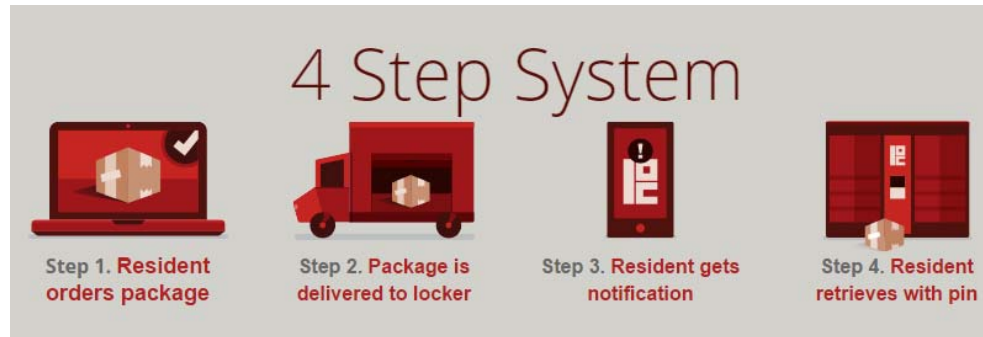 4 Step System
Step 1. Resident
orders package
Step 2. Package is
delivered to locker
!
Step 3. Resident gets
notification
Step 4. Resident
retrieves with pin